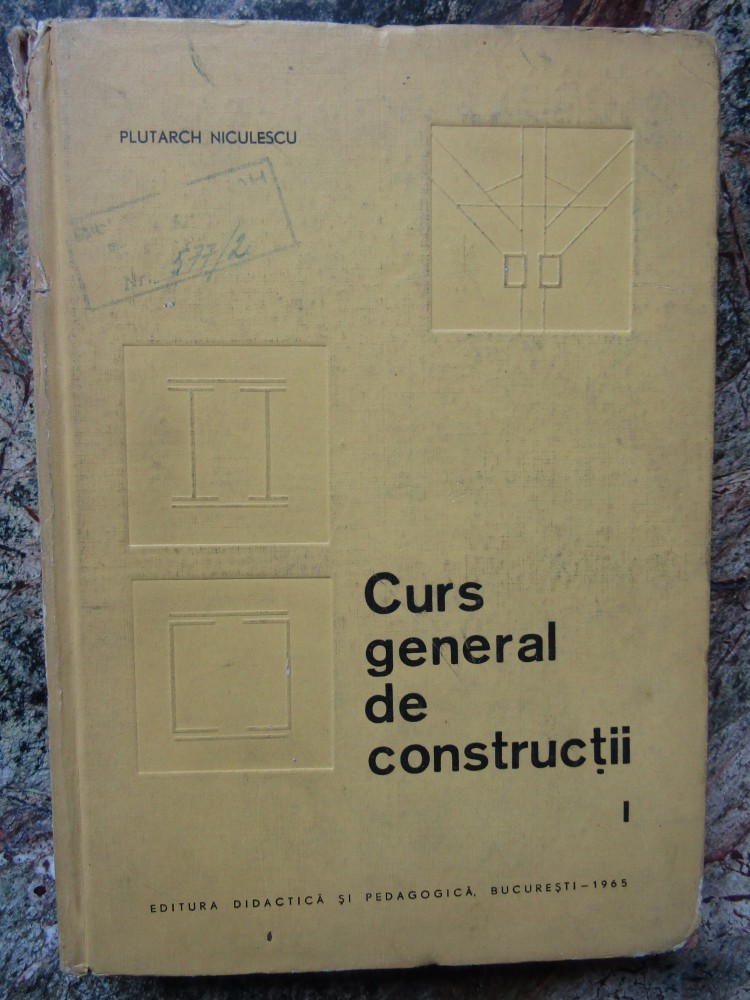 PLUTARCH NICULESCU
Nr. 577/2
Curs
general
de
construcții
I
EDITURA DIDACTICĂ ȘI PEDAGOGICĂ, BUCUREȘTI – 1965